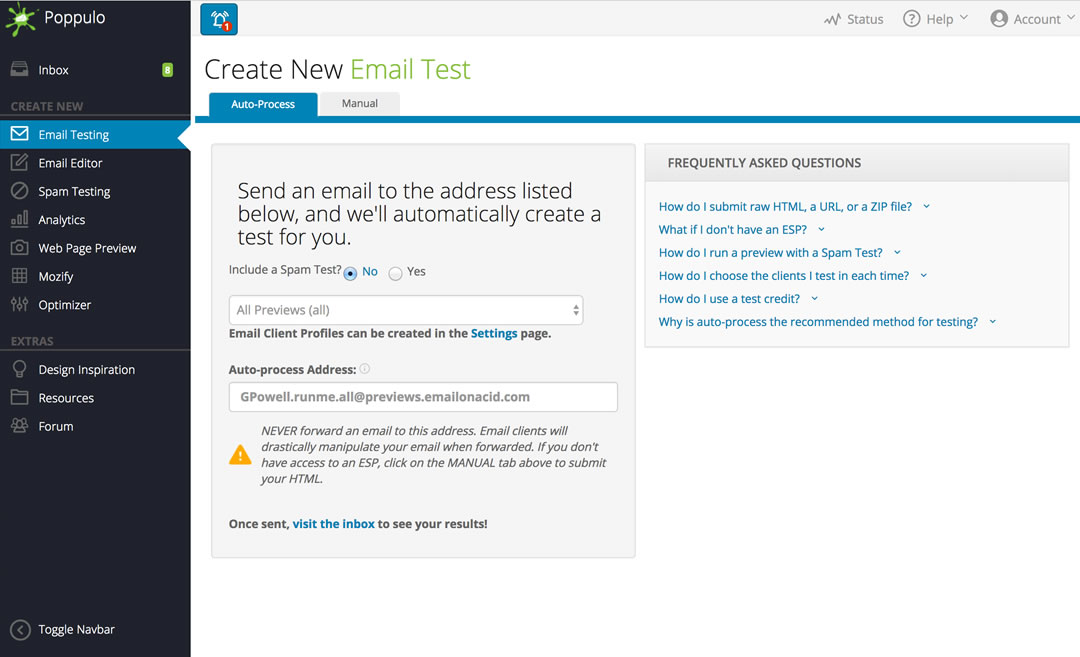 Poppulo
1
Status
Help
Account
Inbox
8
CREATE NEW
Email Testing
Email Editor
Spam Testing
Analytics
Web Page Preview
Mozify
Optimizer
EXTRAS
Design Inspiration
Resources
Forum
Toggle Navbar
Create New Email Test
Auto-Process
Manual
Send an email to the address listed
below, and we'll automatically create a
test for you.
Include a Spam Test? No Yes
All Previews (all)
Email Client Profiles can be created in the Settings page.
Auto-process Address:
GPowell.runme.all@previews.emailonacid.com
NEVER forward an email to this address. Email clients will
drastically manipulate your email when forwarded. If you don't
have access to an ESP, click on the MANUAL tab above to submit
your HTML.
Once sent, visit the inbox to see your results!
FREQUENTLY ASKED QUESTIONS
How do I submit raw HTML, a URL, or a ZIP file?
What if I don't have an ESP?
How do I run a preview with a Spam Test?
How do I choose the clients I test in each time?
How do I use a test credit?
Why is auto-process the recommended method for testing?